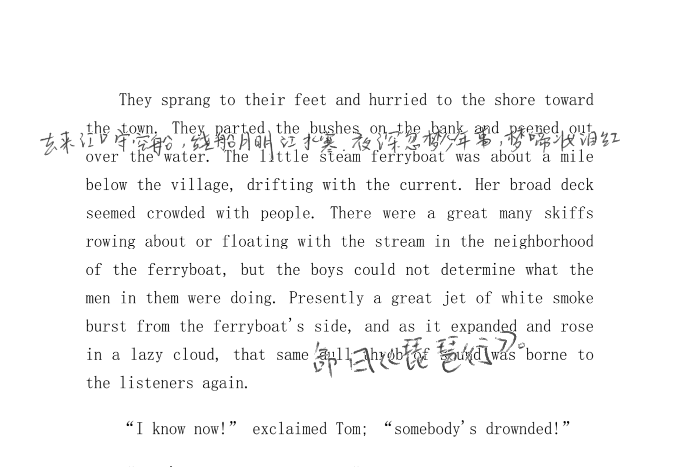 They sprang to their feet and hurried to the shore toward
the town. They parted the bushes on the bank and peered out
去来江口守空船，绕船月明江水寒.夜深忽梦少年事，梦啼妆泪红
over the water. The little steam ferryboat was about a mile
below the village, drifting with the current. Her broad deck
seemed crowded with people. There were a great many skiffs
rowing about or floating with the stream in the neighborhood
of the ferryboat, but the boys could not determine what the
men in them were doing. Presently a great jet of white smoke
burst from the ferryboat's side, and as it expanded and rose
in a lazy cloud, that same dull throb of sound was borne to
琵琶行》。
the listeners again.
“I know now!” exclaimed Tom; “somebody's drownded!”